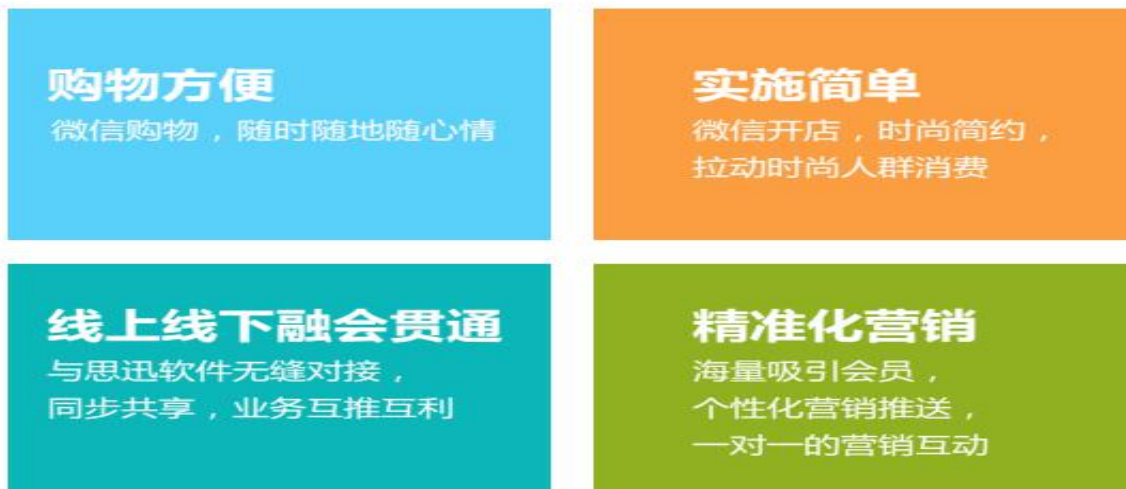 购物方便
微信购物，随时随地随心情
实施简单
微信开店，时尚简约，
拉动时尚人群消费
线上线下融会贯通
与思迅软件无缝对接，
同步共享，业务互推互利
精准化营销
海量吸引会员，
个性化营销推送，
一对一的营销互动